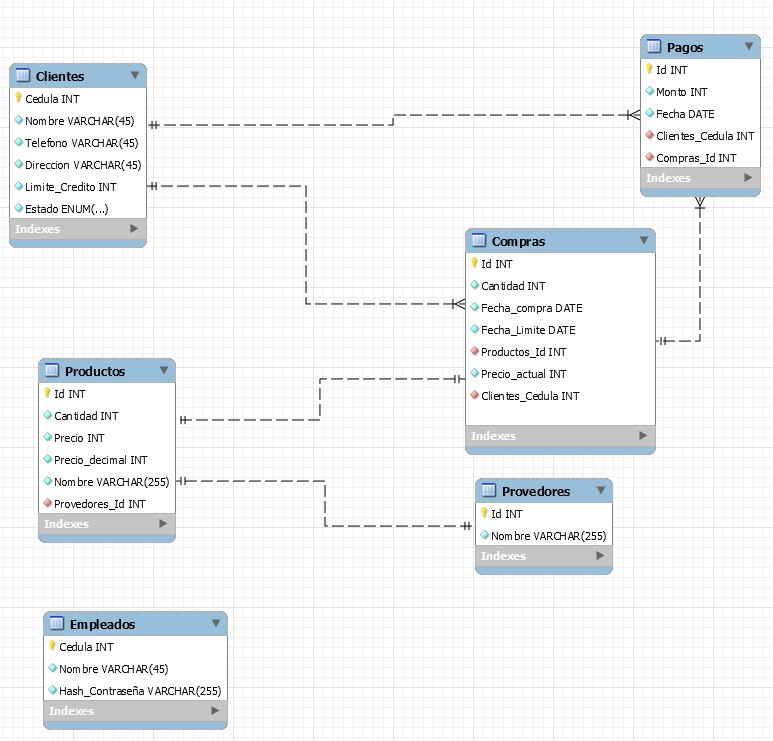 Clientes
Cedula INT
Nombre VARCHAR(45)
Telefono VARCHAR(45)
Direccion VARCHAR(45)
Limite_Credito INT
Estado ENUM(...)
Indexes
Pagos
Id INT
Monto INT
Fecha DATE
Clientes_Cedula INT
Compras_Id INT
Indexes
Compras
Id INT
Cantidad INT
Fecha_compra DATE
Fecha_Limite DATE
Productos_Id INT
Precio_actual INT
Clientes_Cedula INT
Indexes
Productos
Id INT
Cantidad INT
Precio INT
Precio_decimal INT
Nombre VARCHAR(255)
Provedores_Id INT
Indexes
Provedores
Id INT
Nombre VARCHAR(255)
Indexes
Empleados
Cedula INT
Nombre VARCHAR(45)
Hash_Contraseña VARCHAR(255)
Indexes